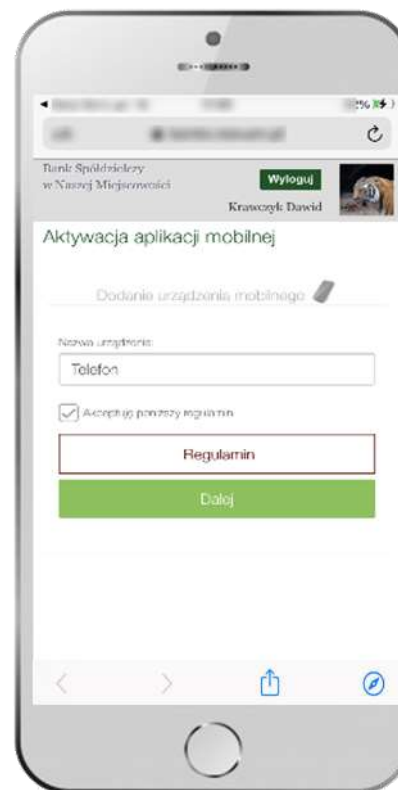 Bank Spółdzielczy
w Naszej Miejscowości
Wyloguj
Krawczyk Dawid
Aktywacja aplikacji mobilnej
Dodanie urządzenia mobilnego
Nazwa urządzenia:
Telefon
Akceptuję poniższy regulamin
Regulamin
Dalej